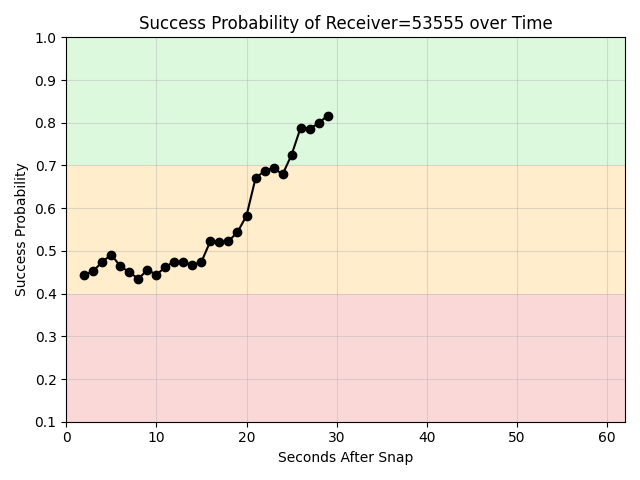 Success Probability of Receiver=53555 over Time
1.0
0.9
0.8
0.7
0.6
0.5
0.4
0.3
0.2
0.1
Success Probability
0 10 20 30 40 50 60
Seconds After Snap